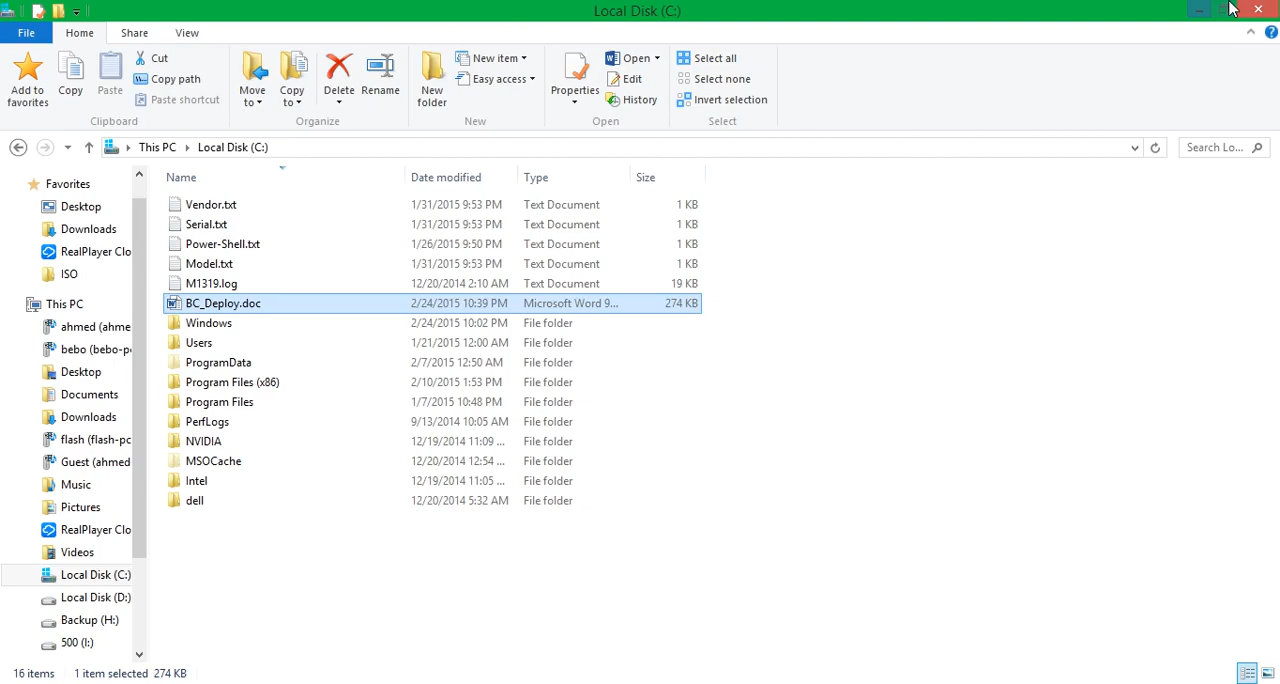 Local Disk (C:)
File Home Share View
Add to favorites
Copy
Paste
Cut
Copy path
Paste shortcut
Clipboard
Move to
Copy to
Delete
Rename
Organize
New folder
New item
Easy access
New
Properties
Open
Edit
History
Open
Select all
Select none
Invert selection
Select
This PC Local Disk (C:)
Search Lo...
Favorites
Desktop
Downloads
RealPlayer Clo
ISO
This PC
ahmed (ahme
bebo (bebo-p
Desktop
Documents
Downloads
flash (flash-pc
Guest (ahmed
Music
Pictures
RealPlayer Clo
Videos
Local Disk (C:)
Local Disk (D:)
Backup (H:)
500 (I:)
Name Date modified Type Size
Vendor.txt 1/31/2015 9:53 PM Text Document 1 KB
Serial.txt 1/31/2015 9:53 PM Text Document 1 KB
Power-Shell.txt 1/26/2015 9:50 PM Text Document 1 KB
Model.txt 1/31/2015 9:53 PM Text Document 1 KB
M1319.log 12/20/2014 2:10 AM Text Document 19 KB
BC_Deploy.doc 2/24/2015 10:39 PM Microsoft Word 9... 274 KB
Windows 2/24/2015 10:02 PM File folder
Users 1/21/2015 12:00 AM File folder
ProgramData 2/7/2015 12:50 AM File folder
Program Files (x86) 2/10/2015 1:53 PM File folder
Program Files 1/7/2015 10:48 PM File folder
PerfLogs 9/13/2014 10:05 AM File folder
NVIDIA 12/19/2014 11:09 ... File folder
MSOCache 12/20/2014 12:54 ... File folder
Intel 12/19/2014 11:05 ... File folder
dell 12/20/2014 5:32 AM File folder
16 items 1 item selected 274 KB